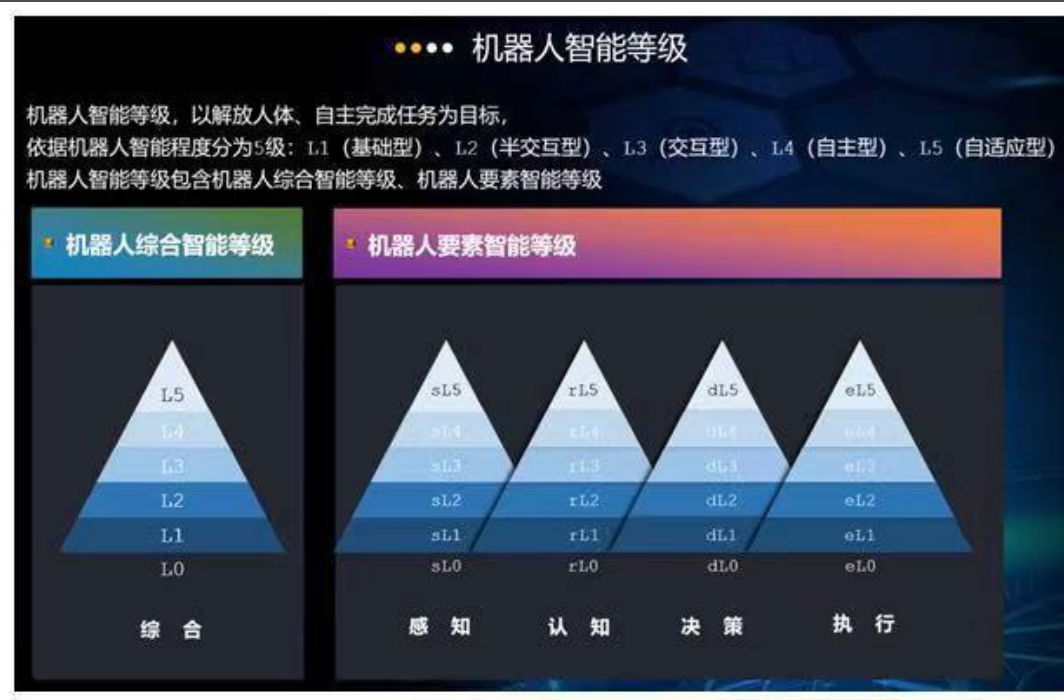 机器人智能等级
机器人智能等级，以解放人体、自主完成任务为目标，
依据机器人智能程度分为5级：L1（基础型）、L2（半交互型）、L3（交互型）、L4（自主型）、L5（自适应型）
机器人智能等级包含机器人综合智能等级、机器人要素智能等级
机器人综合智能等级
机器人要素智能等级
L5
L4
L3
L2
L1
L0
综 合
sL5 rL5 dL5 eL5
sL4 rL4 dL4 eL4
sL3 rL3 dL3 eL3
sL2 rL2 dL2 eL2
sL1 rL1 dL1 eL1
sL0 rL0 dL0 eL0
感 知 认 知 决 策 执 行